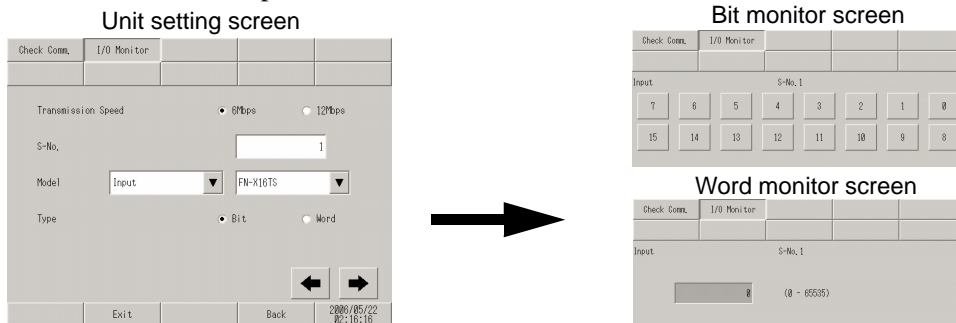 Unit setting screen
Check Comm. I/O Monitor
Transmission Speed 6Mbps 12Mbps
S-No. 1
Model Input FN-X16TS
Type Bit Word
Exit Back 2006/05/22
02:16:16
Bit monitor screen
Check Comm. I/O Monitor
Input S-No.1
7 6 5 4 3 2 1 0
15 14 13 12 11 10 9 8
Word monitor screen
Check Comm. I/O Monitor
Input S-No.1
0 (0 - 65535)